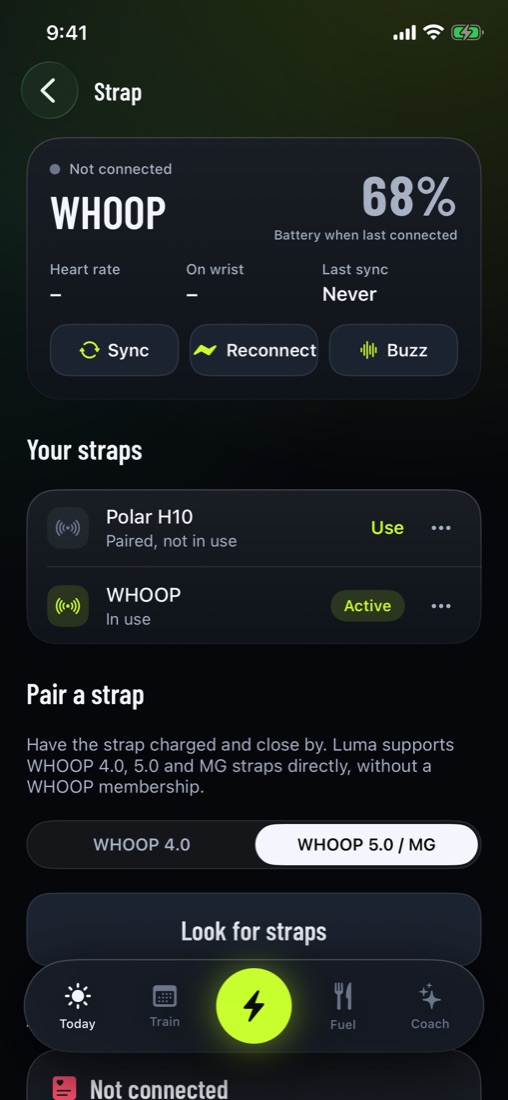 9:41
Strap
Not connected
WHOOP
68%
Battery when last connected
Heart rate
On wrist
Last sync
–
–
Never
Sync
Reconnect
Buzz
Your straps
Polar H10
Paired, not in use
Use
WHOOP
In use
Active
Pair a strap
Have the strap charged and close by. Luma supports
WHOOP 4.0, 5.0 and MG straps directly, without a
WHOOP membership.
WHOOP 4.0
WHOOP 5.0 / MG
Look for straps
Today
Train
Fuel
Coach
Not connected